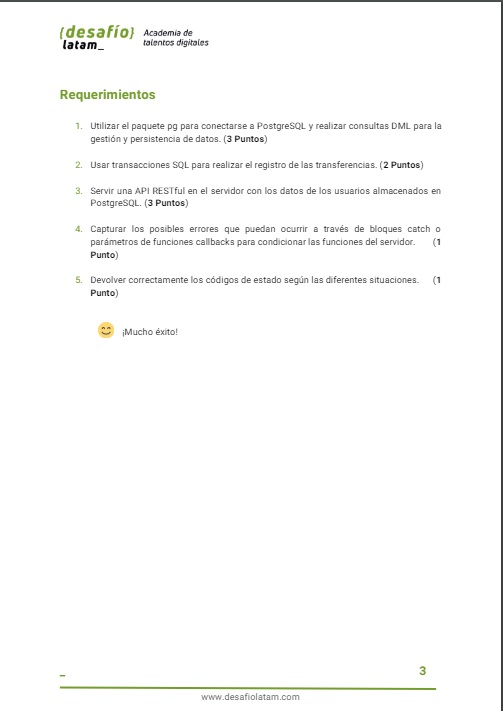 {desafío}
latam_
Academia de
talentos digitales
Requerimientos
1. Utilizar el paquete pg para conectarse a PostgreSQL y realizar consultas DML para la
gestión y persistencia de datos. (3 Puntos)
2. Usar transacciones SQL para realizar el registro de las transferencias. (2 Puntos)
3. Servir una API RESTful en el servidor con los datos de los usuarios almacenados en
PostgreSQL. (3 Puntos)
4. Capturar los posibles errores que puedan ocurrir a través de bloques catch o
parámetros de funciones callbacks para condicionar las funciones del servidor. (1
Punto)
5. Devolver correctamente los códigos de estado según las diferentes situaciones. (1
Punto)
¡Mucho éxito!
_
3
www.desafiolatam.com